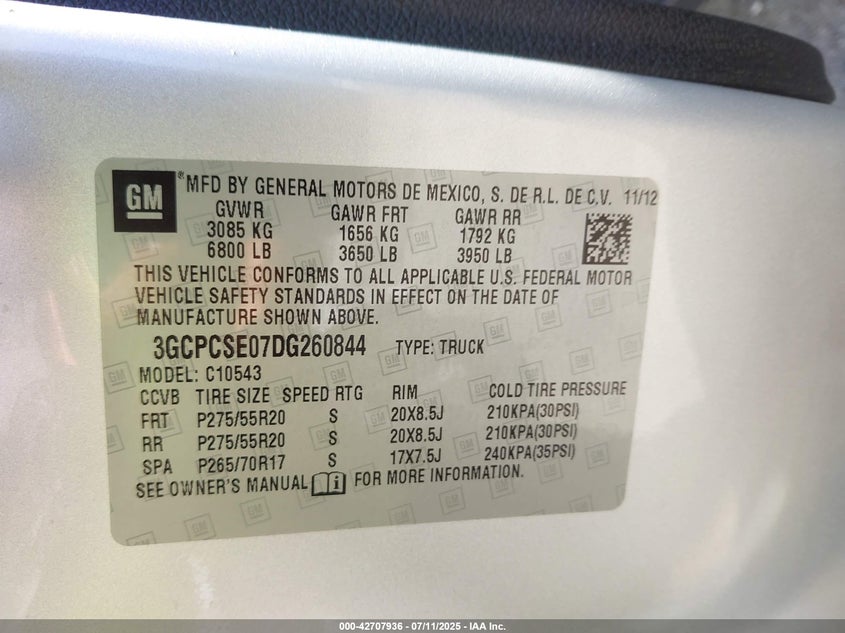 GM ® MFD BY GENERAL MOTORS DE MEXICO, S. DE R.L. DE C.V. 11/12
GVWR GAWR FRT GAWR RR
3085 KG 1656 KG 1792 KG
6800 LB 3650 LB 3950 LB
THIS VEHICLE CONFORMS TO ALL APPLICABLE U.S. FEDERAL MOTOR
VEHICLE SAFETY STANDARDS IN EFFECT ON THE DATE OF
MANUFACTURE SHOWN ABOVE.
3GCPCSE07DG260844 TYPE: TRUCK
MODEL: C10543
CCVB TIRE SIZE SPEED RTG RIM COLD TIRE PRESSURE
FRT P275/55R20 S 20X8.5J 210KPA(30PSI)
RR P275/55R20 S 20X8.5J 210KPA(30PSI)
SPA P265/70R17 S 17X7.5J 240KPA(35PSI)
SEE OWNER'S MANUAL i FOR MORE INFORMATION.
000-42707936 - 07/11/2025 - IAA Inc.